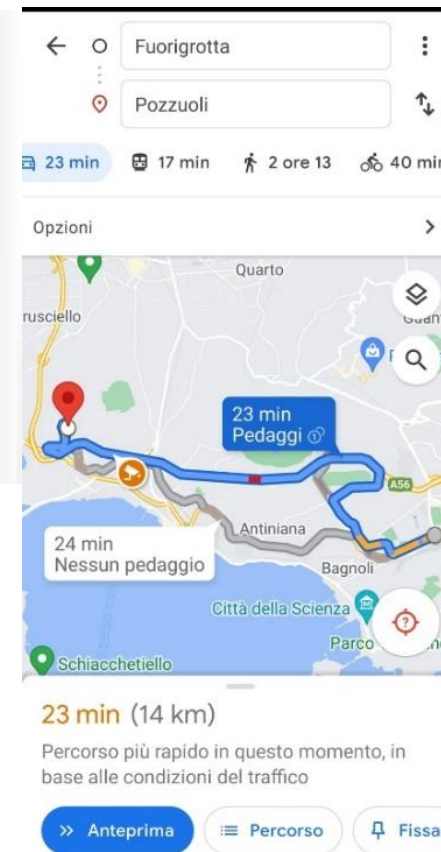 Fuorigrotta
Pozzuoli
23 min
17 min
2 ore 13
40 min
Opzioni
Quarto
rusciello
23 min
Pedaggi
A56
Antiniana
24 min
Nessun pedaggio
Bagnoli
Città della Scienza
Parco
Schiacchetiello
23 min (14 km)
Percorso più rapido in questo momento, in
base alle condizioni del traffico
Anteprima
Percorso
Fissa